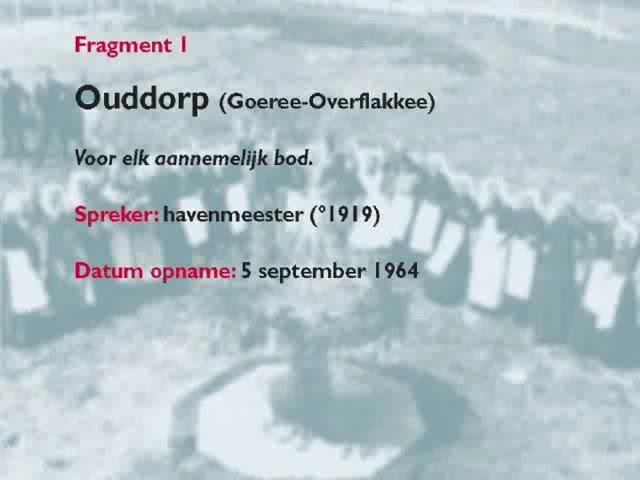 Fragment 1
Ouddorp (Goeree-Overflakkee)
Voor elk aannemelijk bod.
Spreker: havenmeester (°1919)
Datum opname: 5 september 1964